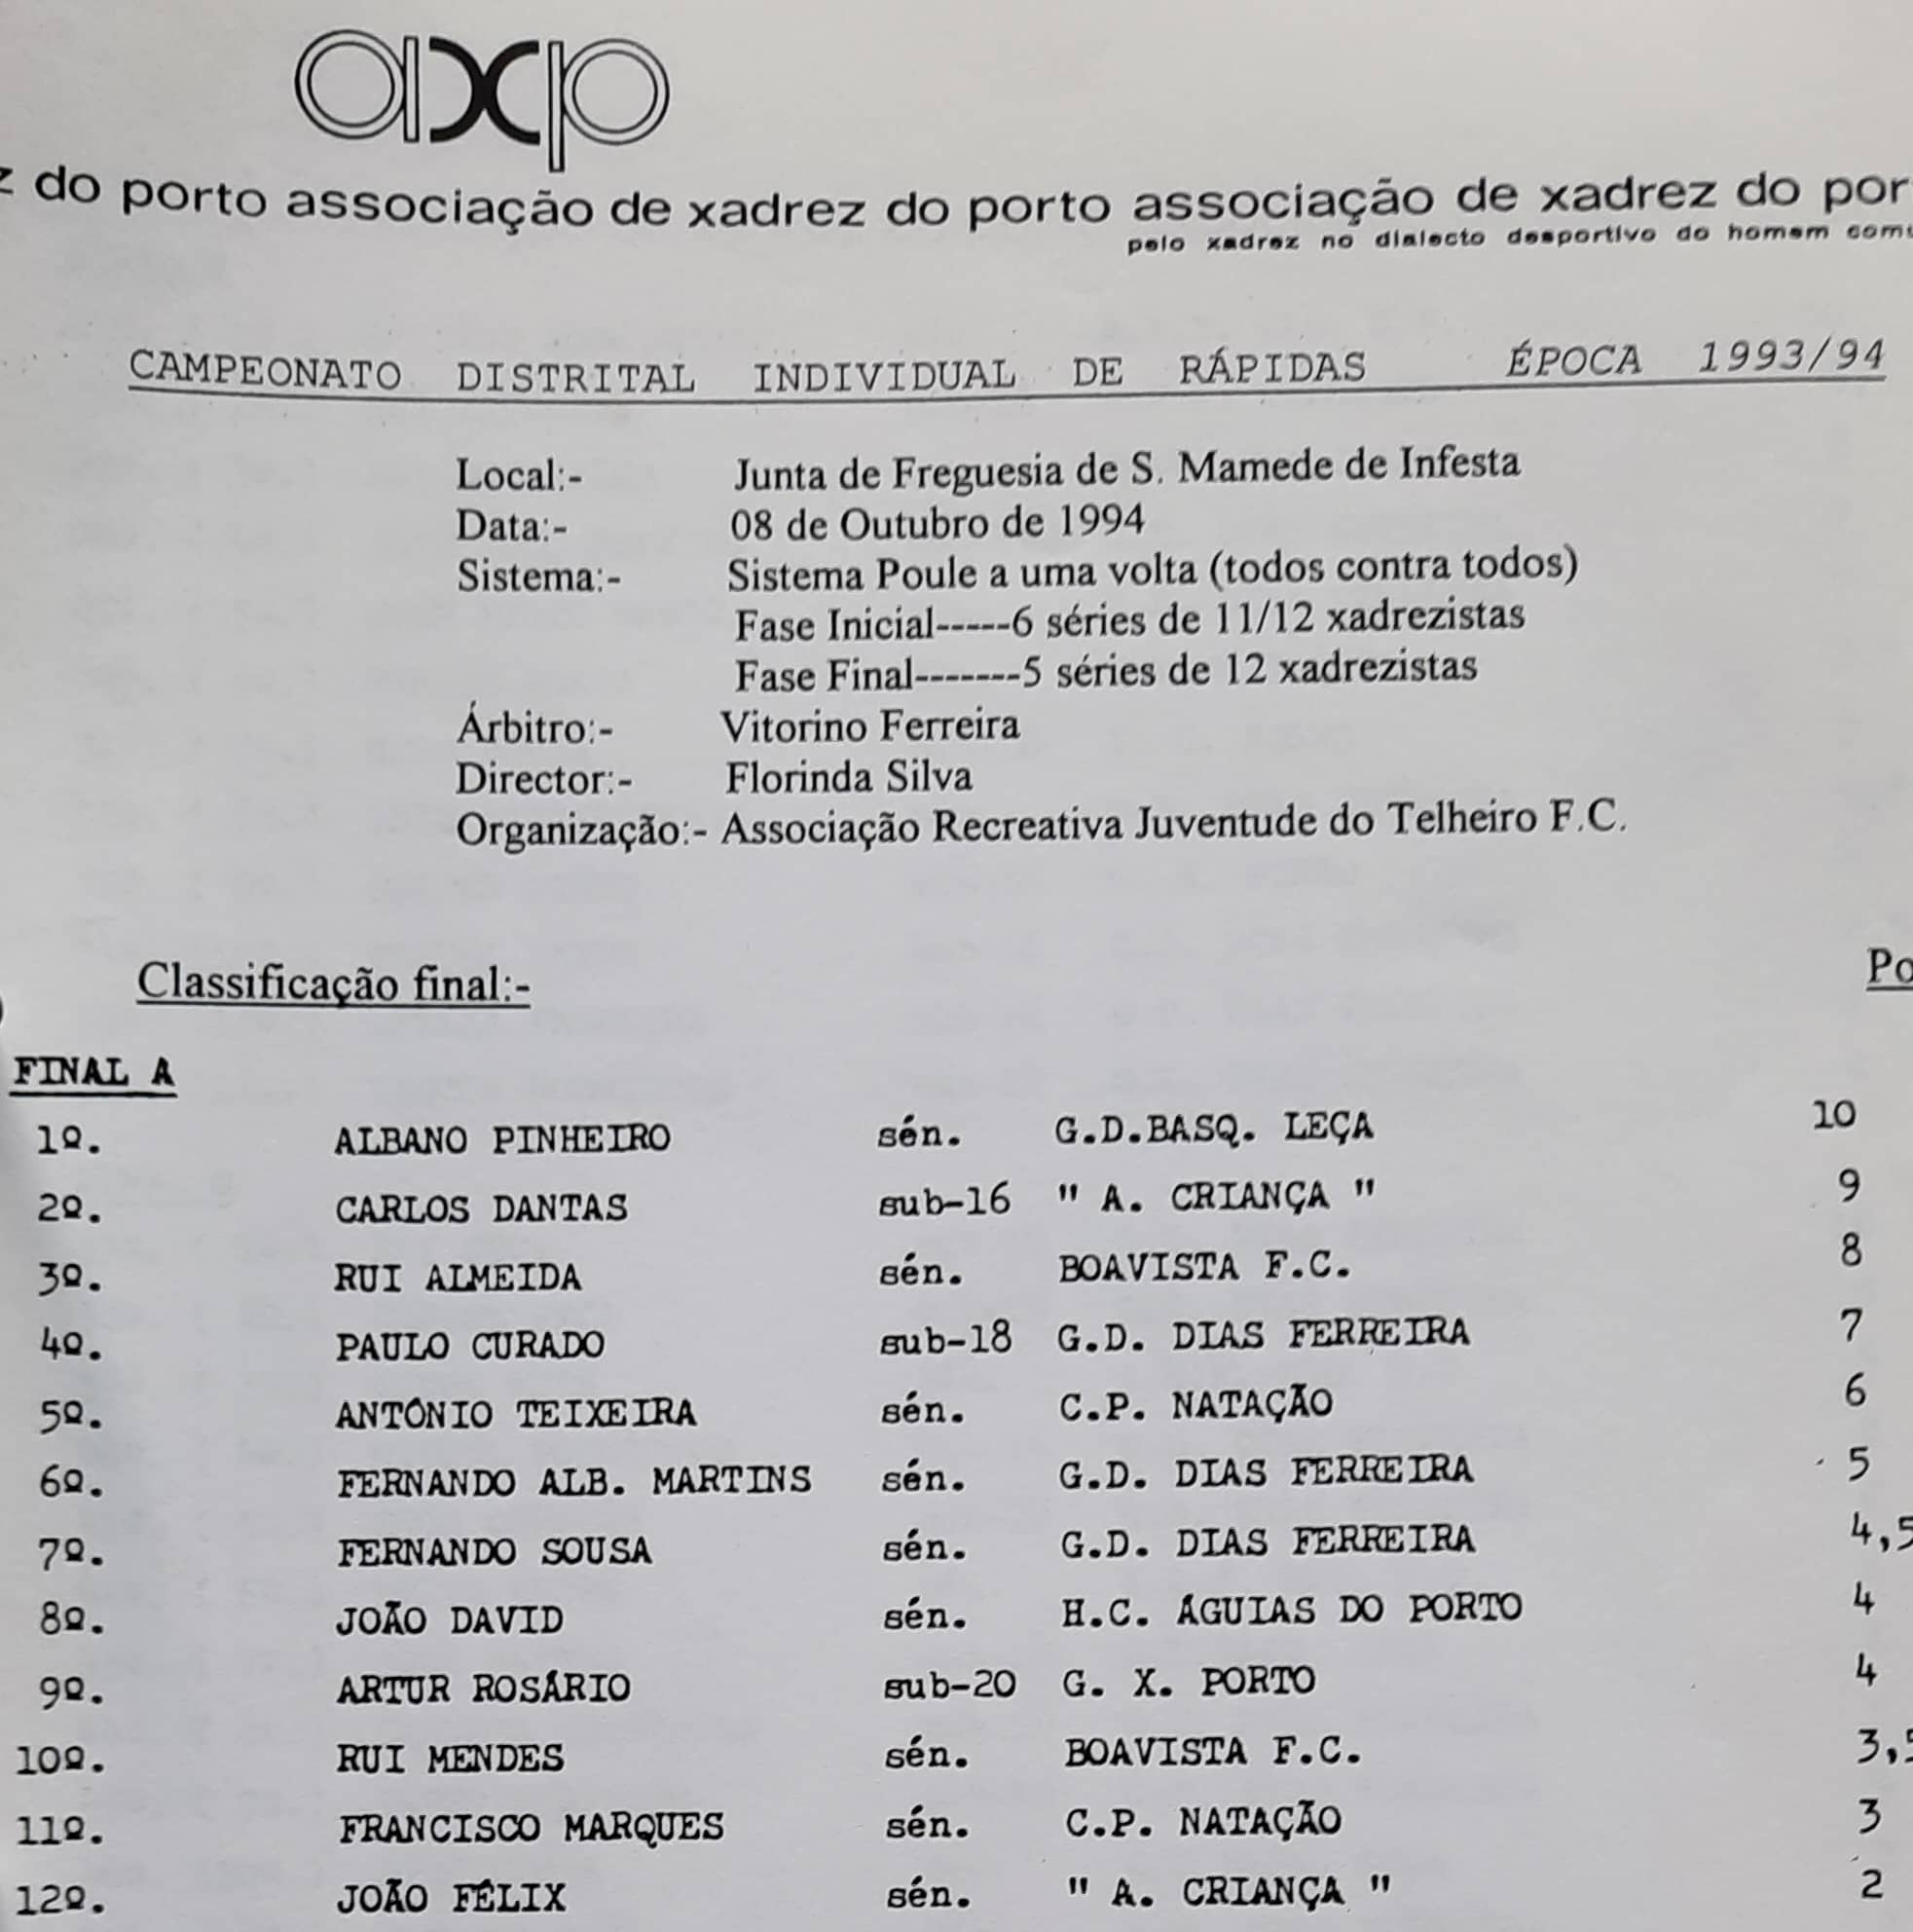 axp
do porto associação de xadrez do porto associação de xadrez do por
pelo xadrez no dialecto desportivo do homem
CAMPEONATO DISTRITAL INDIVIDUAL DE RÁPIDAS ÉPOCA 1993/94
Local:- Junta de Freguesia de S. Mamede de Infesta
Data:- 08 de Outubro de 1994
Sistema:- Sistema Poule a uma volta (todos contra todos)
Fase Inicial-----6 séries de 11/12 xadrezistas
Fase Final-------5 séries de 12 xadrezistas
Árbitro:- Vitorino Ferreira
Director:- Florinda Silva
Organização:- Associação Recreativa Juventude do Telheiro F.C.
Classificação final:- Po
FINAL A
1º. ALBANO PINHEIRO sén. G.D.BASQ. LEÇA 10
2º. CARLOS DANTAS sub-16 " A. CRIANÇA " 9
3º. RUI ALMEIDA sén. BOAVISTA F.C. 8
4º. PAULO CURADO sub-18 G.D. DIAS FERREIRA 7
5º. ANTÓNIO TEIXEIRA sén. C.P. NATAÇÃO 6
6º. FERNANDO ALB. MARTINS sén. G.D. DIAS FERREIRA 5
7º. FERNANDO SOUSA sén. G.D. DIAS FERREIRA 4,5
8º. JOÃO DAVID sén. H.C. ÁGUIAS DO PORTO 4
9º. ARTUR ROSÁRIO sub-20 G. X. PORTO 4
10º. RUI MENDES sén. BOAVISTA F.C. 3,5
11º. FRANCISCO MARQUES sén. C.P. NATAÇÃO 3
12º. JOÃO FÉLIX sén. " A. CRIANÇA " 2